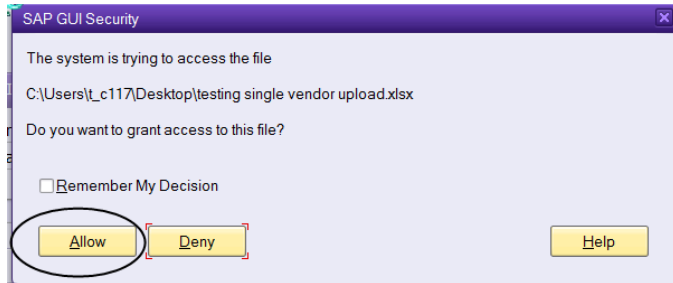 SAP GUI Security
The system is trying to access the file
C:\Users\t_c117\Desktop\testing single vendor upload.xlsx
Do you want to grant access to this file?
Remember My Decision
Allow Deny Help